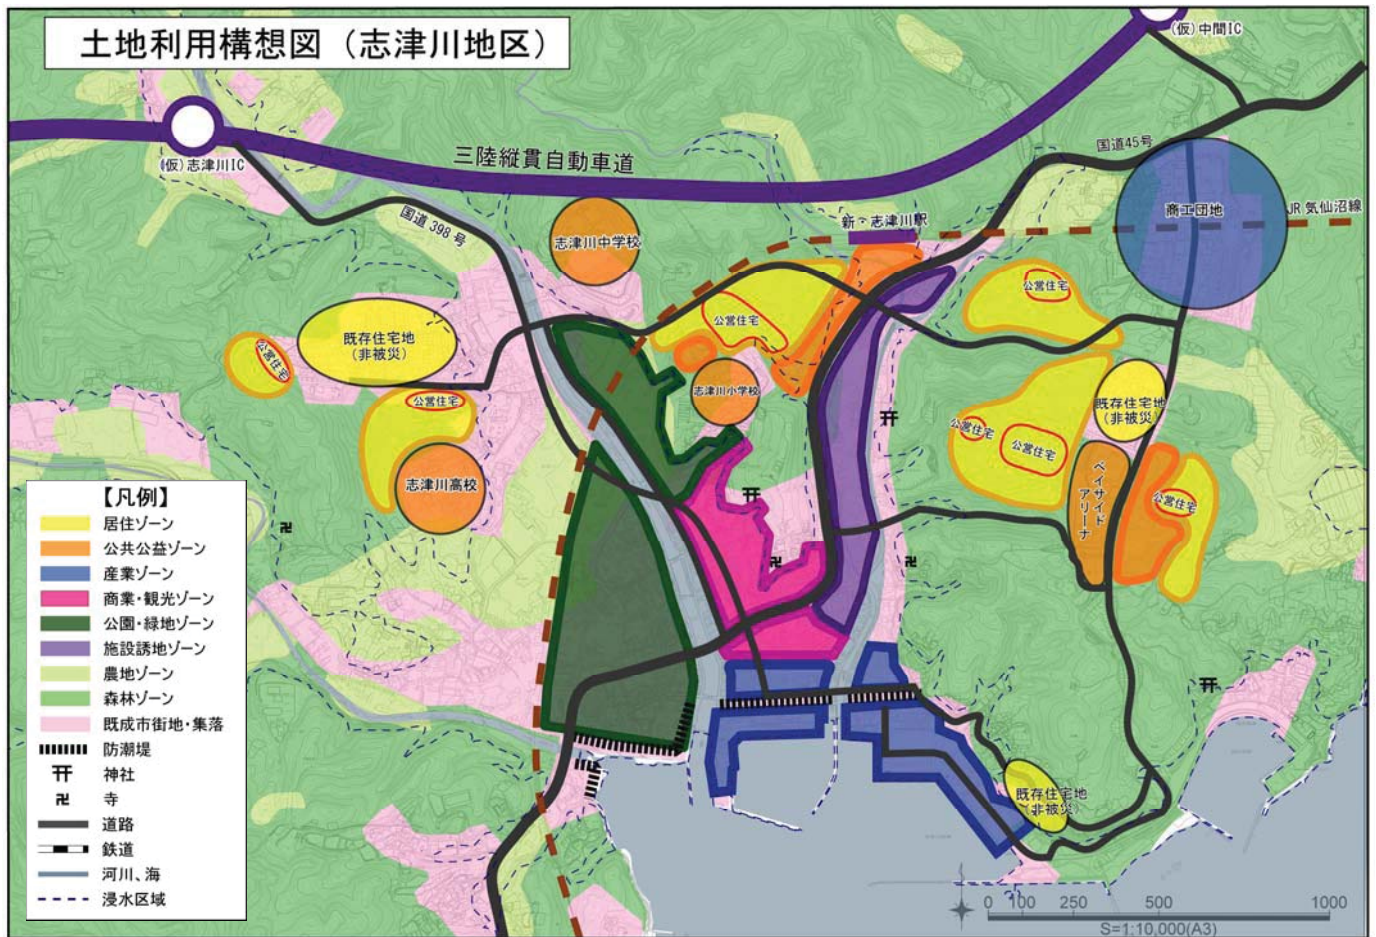 土地利用構想図（志津川地区）
(仮)中間IC
(仮)志津川IC
三陸縦貫自動車道
国道45号
国道 398 号
新・志津川駅
商工団地
JR 気仙沼線
志津川中学校
公営住宅
公営住宅
既存住宅地
(非被災)
公営住宅
志津川小学校
公営住宅
既存住宅地
(非被災)
公営住宅
公営住宅
志津川高校
ベイサイド
アリーナ
公営住宅
既存住宅地
(非被災)
【凡例】
居住ゾーン
公共公益ゾーン
産業ゾーン
商業・観光ゾーン
公園・緑地ゾーン
施設誘地ゾーン
農地ゾーン
森林ゾーン
既成市街地・集落
防潮堤
神社
寺
道路
鉄道
河川、海
浸水区域
0 100 250 500 1000
S=1:10,000(A3)